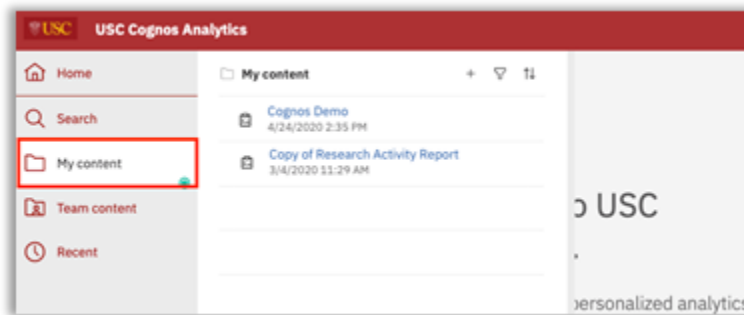 USC USC Cognos Analytics
Home
My content
Search
Cognos Demo
4/24/2020 2:35 PM
My content
Copy of Research Activity Report
3/4/2020 11:29 AM
Team content
USC
Recent
personalized analytics